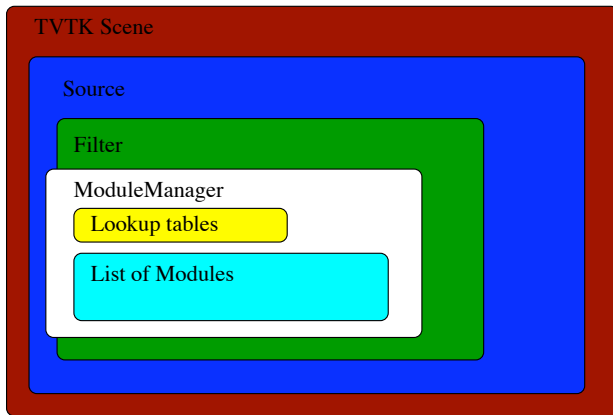 TVTK Scene
Source
Filter
ModuleManager
Lookup tables
List of Modules